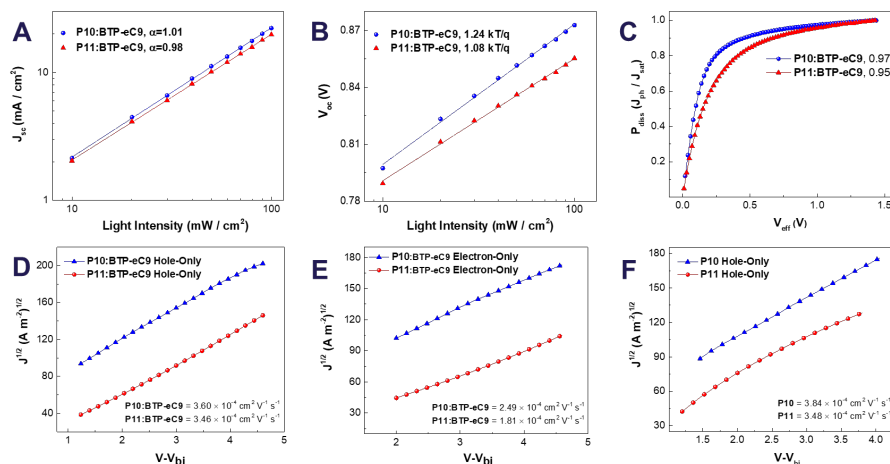 A
P10:BTP-eC9, α=1.01
P11:BTP-eC9, α=0.98
J_sc (mA / cm²)
10
1
10
100
Light Intensity (mW / cm²)
B
P10:BTP-eC9, 1.24 kT/q
P11:BTP-eC9, 1.08 kT/q
V_oc (V)
0.87
0.84
0.81
0.78
10
100
Light Intensity (mW / cm²)
C
P10:BTP-eC9, 0.97
P11:BTP-eC9, 0.95
P_diss (J_ph / J_sat)
1.0
0.8
0.6
0.4
0.2
0.0
0.5
1.0
1.5
V_eff (V)
D
P10:BTP-eC9 Hole-Only
P11:BTP-eC9 Hole-Only
J^1/2 (A m⁻²)^1/2
200
160
120
80
40
P10:BTP-eC9 = 3.60 × 10⁻⁴ cm² V⁻¹ s⁻¹
P11:BTP-eC9 = 3.46 × 10⁻⁴ cm² V⁻¹ s⁻¹
1
2
3
4
5
V-V_bi
E
P10:BTP-eC9 Electron-Only
P11:BTP-eC9 Electron-Only
J^1/2 (A m⁻²)^1/2
180
150
120
90
60
30
P10:BTP-eC9 = 2.49 × 10⁻⁴ cm² V⁻¹ s⁻¹
P11:BTP-eC9 = 1.81 × 10⁻⁴ cm² V⁻¹ s⁻¹
2
3
4
5
V-V_bi
F
P10 Hole-Only
P11 Hole-Only
J^1/2 (A m⁻²)^1/2
180
150
120
90
60
30
P10 = 3.84 × 10⁻⁴ cm² V⁻¹ s⁻¹
P11 = 3.48 × 10⁻⁴ cm² V⁻¹ s⁻¹
1.5
2.0
2.5
3.0
3.5
4.0
V-V_bi